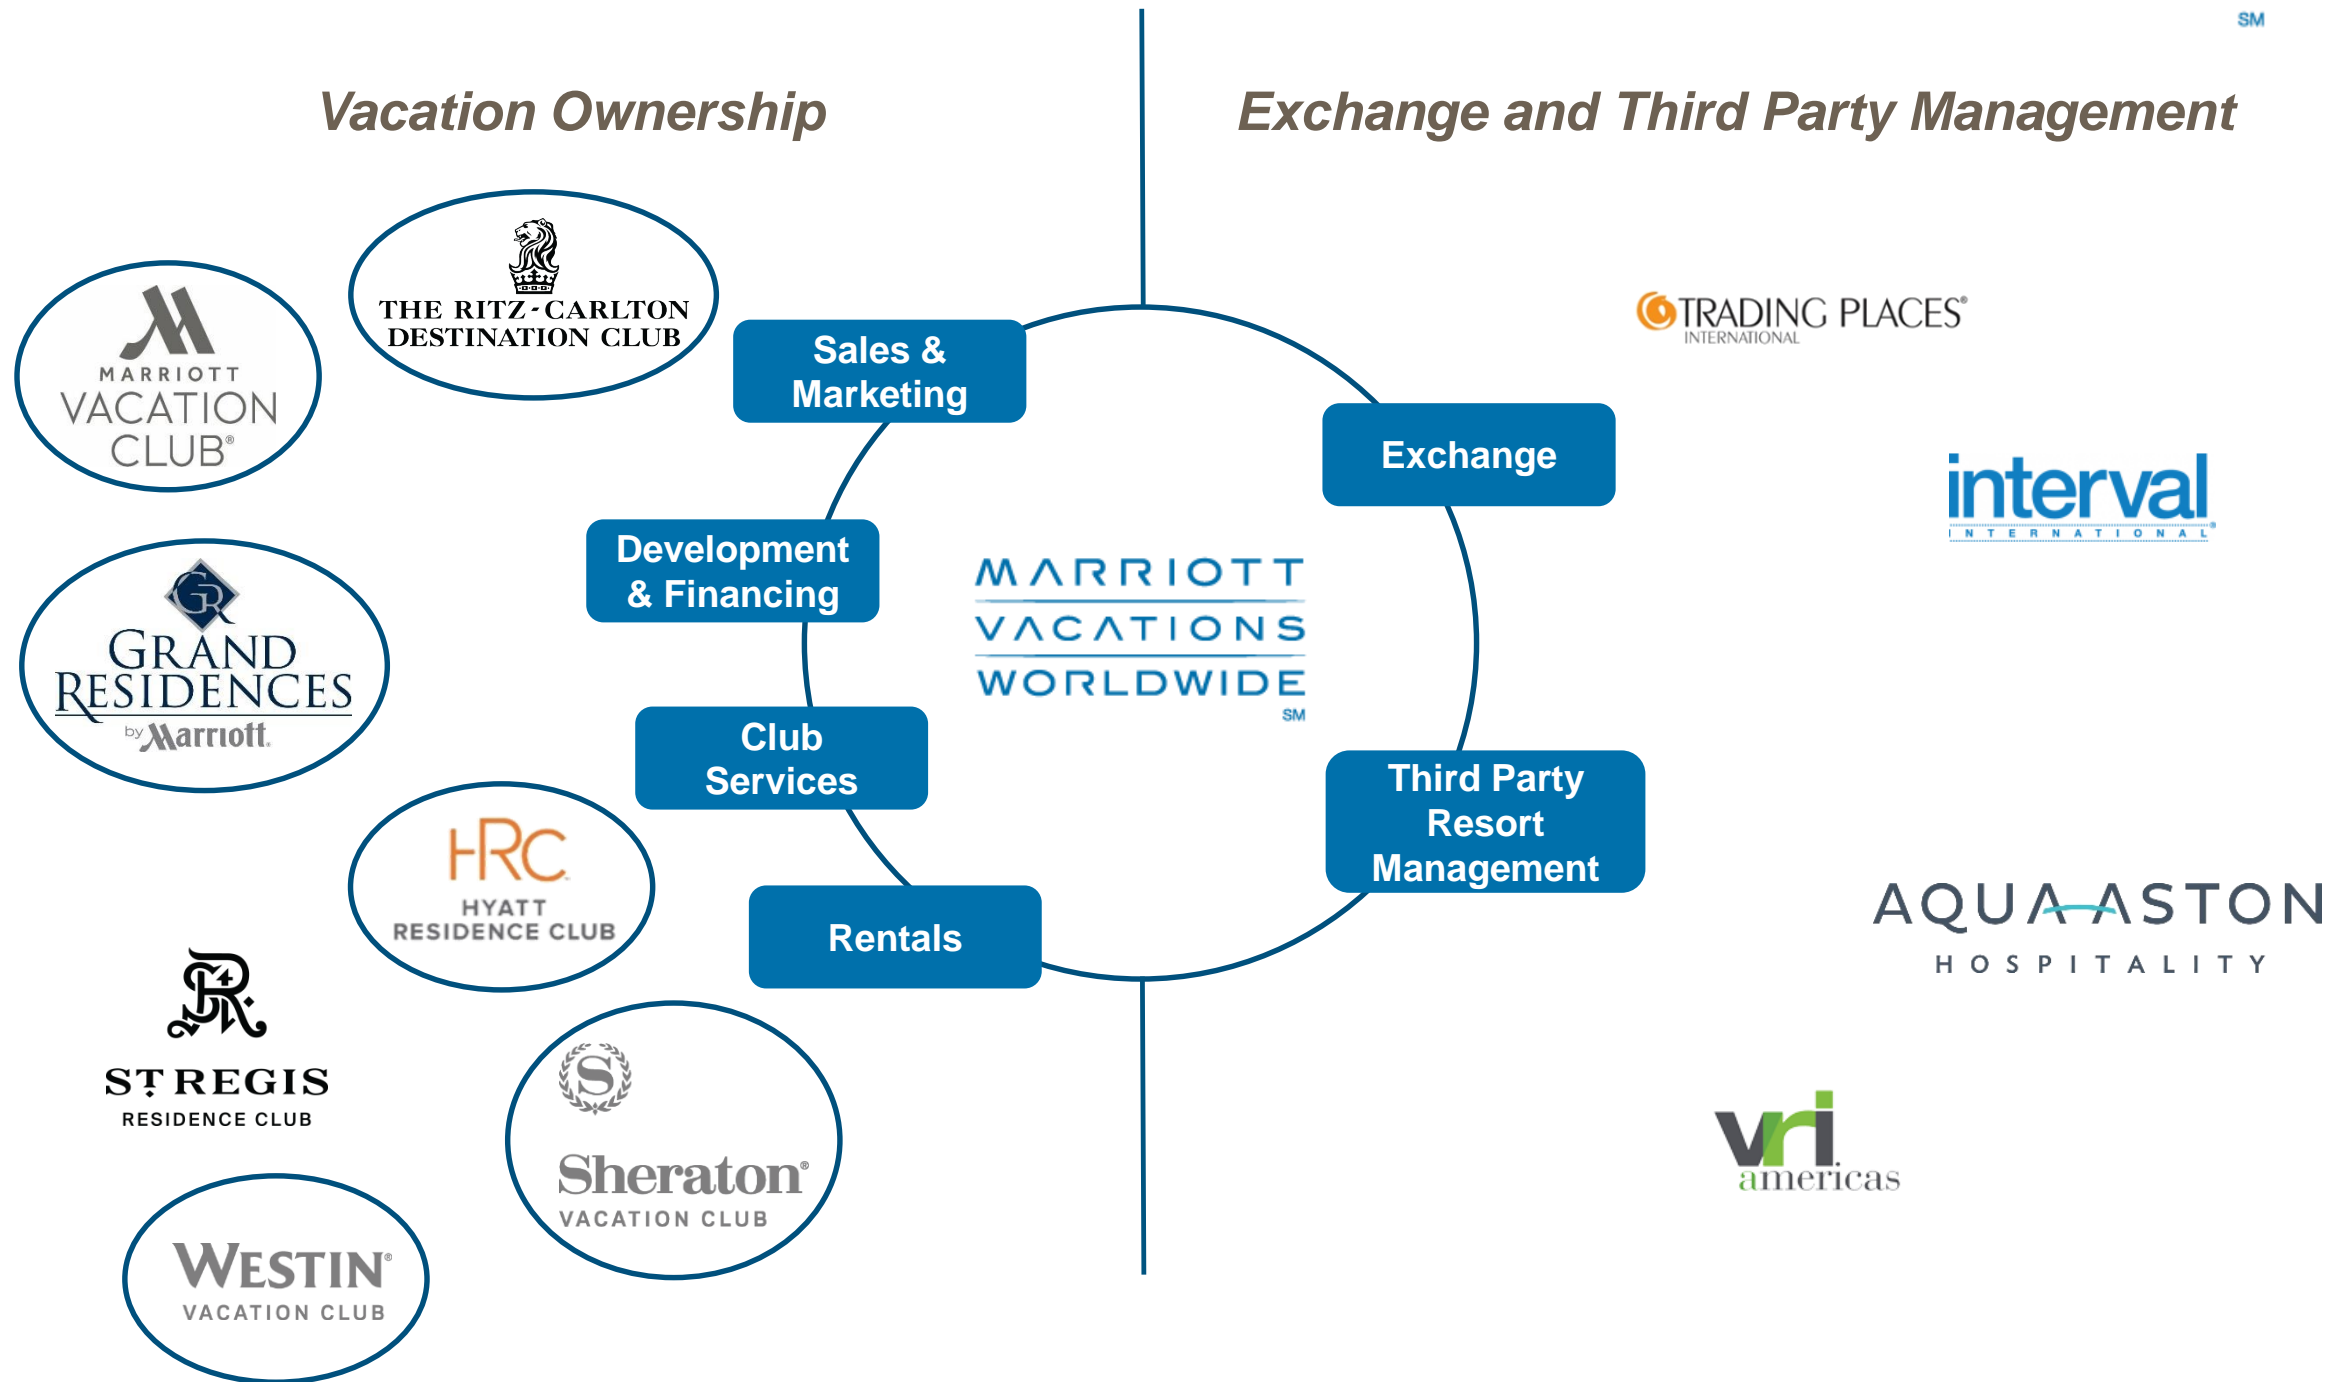 SM
Vacation Ownership
Exchange and Third Party Management
THE RITZ-CARLTON
DESTINATION CLUB
MARRIOTT
VACATION
CLUB®
Sales &
Marketing
TRADING PLACES®
INTERNATIONAL
Exchange
interval®
INTERNATIONAL
Development
& Financing
MARRIOTT
VACATIONS
WORLDWIDE
SM
GR
GRAND
RESIDENCES
by Marriott.
Club
Services
Third Party
Resort
Management
HRC
HYATT
RESIDENCE CLUB
Rentals
AQUA-ASTON
HOSPITALITY
ST REGIS
RESIDENCE CLUB
S
Sheraton®
VACATION CLUB
vri
americas
WESTIN®
VACATION CLUB